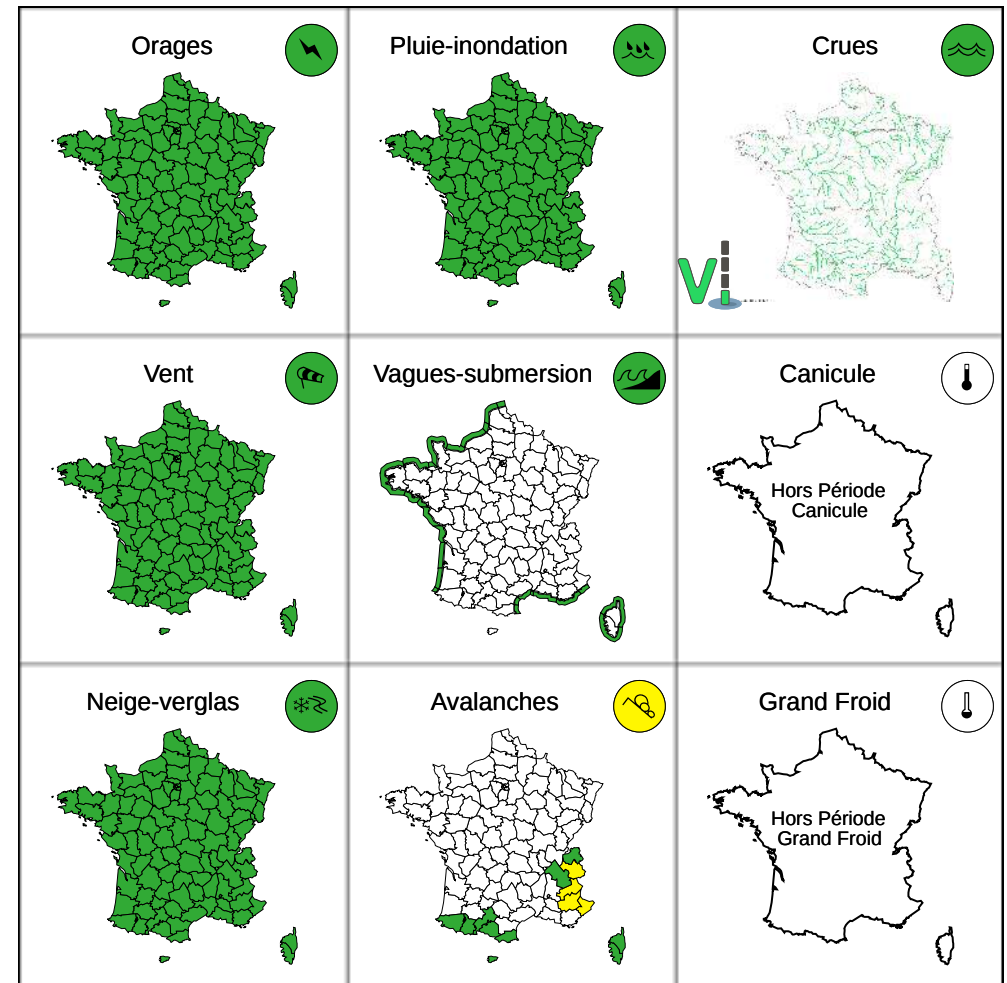 Orages
Pluie-inondation
Crues
Vi
Vent
Vagues-submersion
Canicule
Hors Période
Canicule
Neige-verglas
Avalanches
Grand Froid
Hors Période
Grand Froid